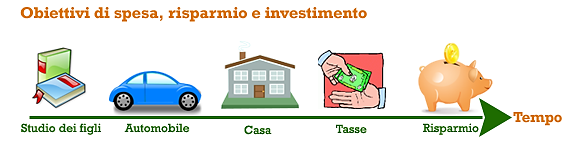 Obiettivi di spesa, risparmio e investimento
Studio dei figli
Automobile
Casa
Tasse
Risparmio
Tempo